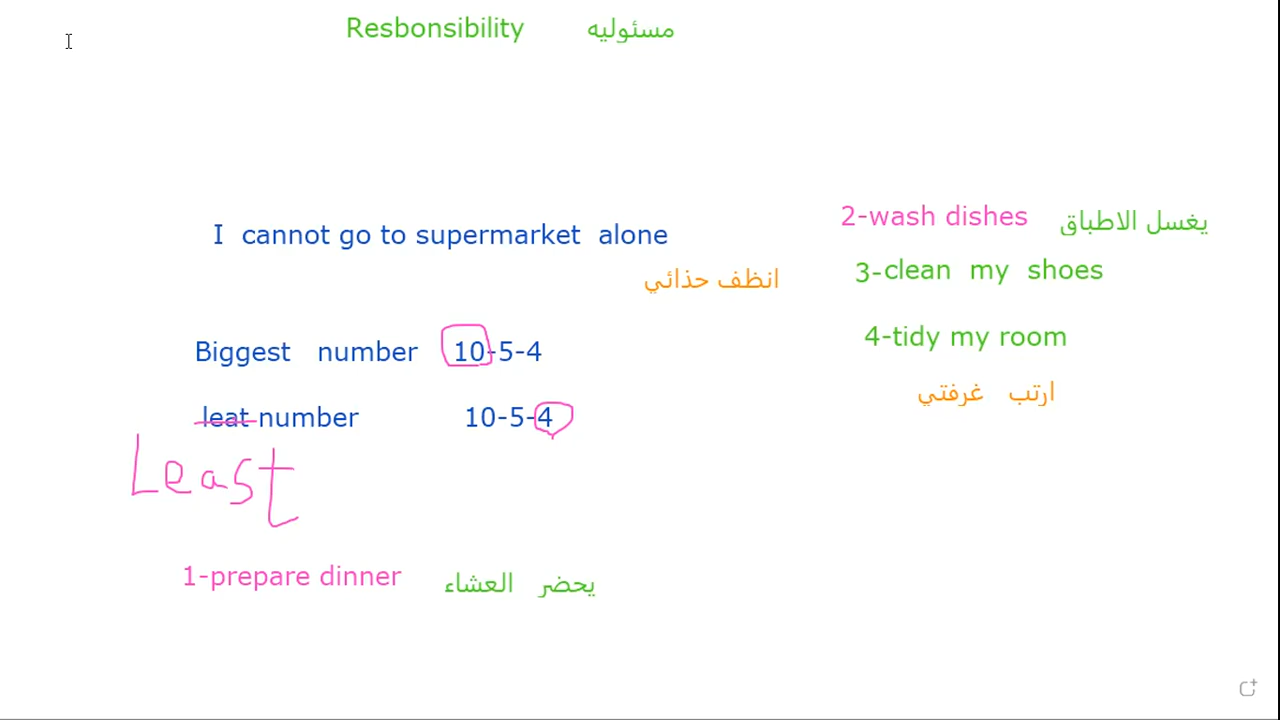 Resbonsibility مسئوليه
I cannot go to supermarket alone
انظف حذائي
Biggest number 10-5-4
leat number 10-5-4
Least
1-prepare dinner يحضر العشاء
2-wash dishes يغسل الاطباق
3-clean my shoes
4-tidy my room
ارتب غرفتي